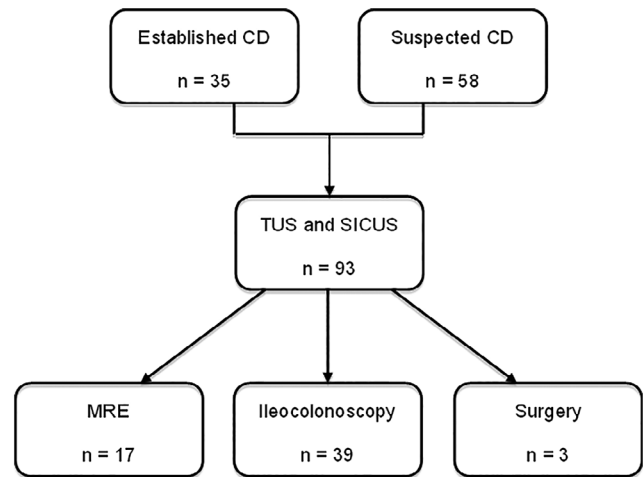 Established CD
n = 35
Suspected CD
n = 58
TUS and SICUS
n = 93
MRE
n = 17
Ileocolonoscopy
n = 39
Surgery
n = 3